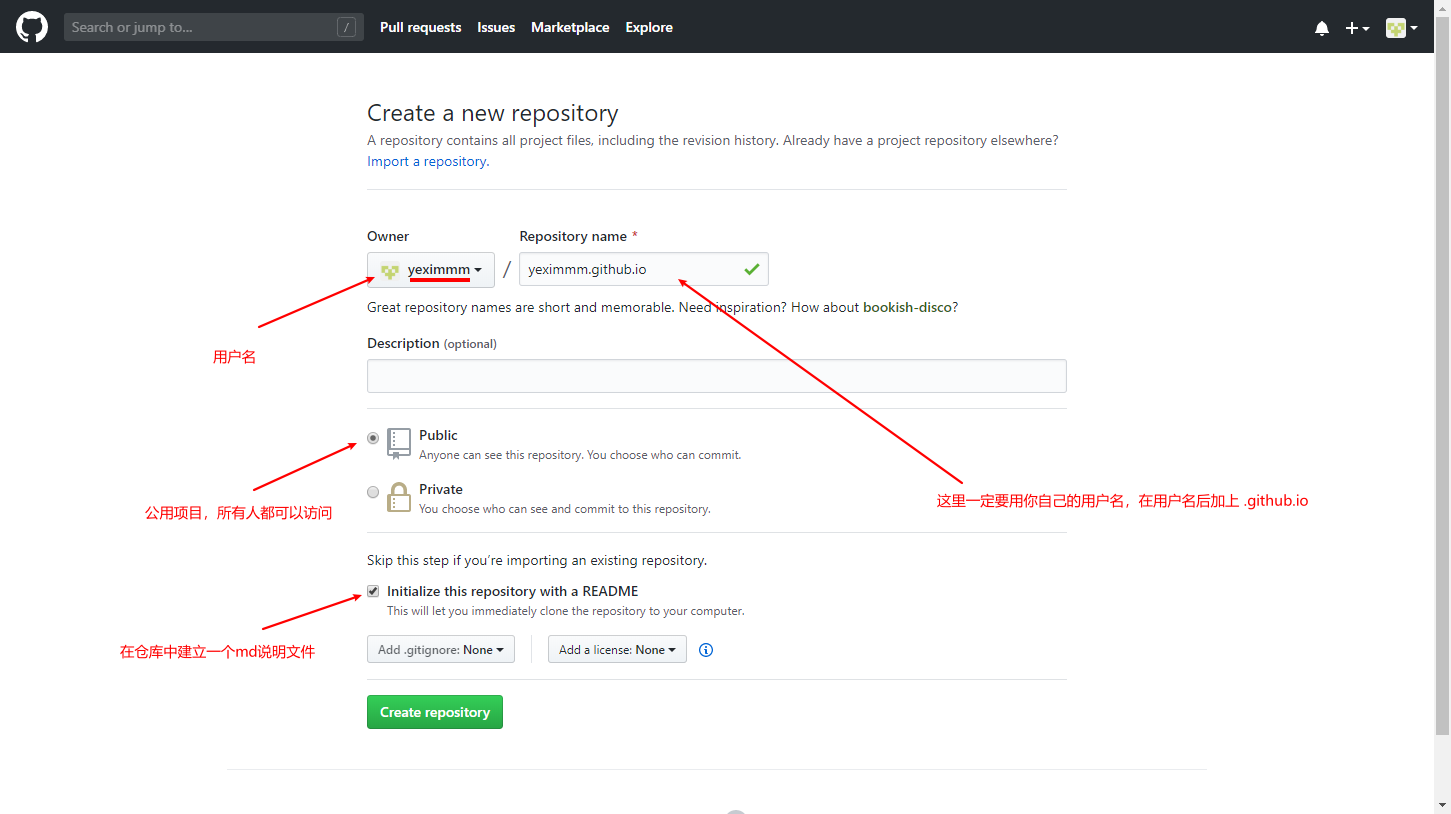 Search or jump to... /
Pull requests Issues Marketplace Explore
Create a new repository
A repository contains all project files, including the revision history. Already have a project repository elsewhere?
Import a repository.
Owner
Repository name *
yeximmm / yeximmm.github.io
Great repository names are short and memorable. Need inspiration? How about bookish-disco?
用户名
Description (optional)
Public
Anyone can see this repository. You choose who can commit.
Private
You choose who can see and commit to this repository.
公用项目，所有人都可以访问
这里一定要用你自己的用户名，在用户名后加上 .github.io
Skip this step if you’re importing an existing repository.
Initialize this repository with a README
This will let you immediately clone the repository to your computer.
在仓库中建立一个md说明文件
Add .gitignore: None
Add a license: None
Create repository